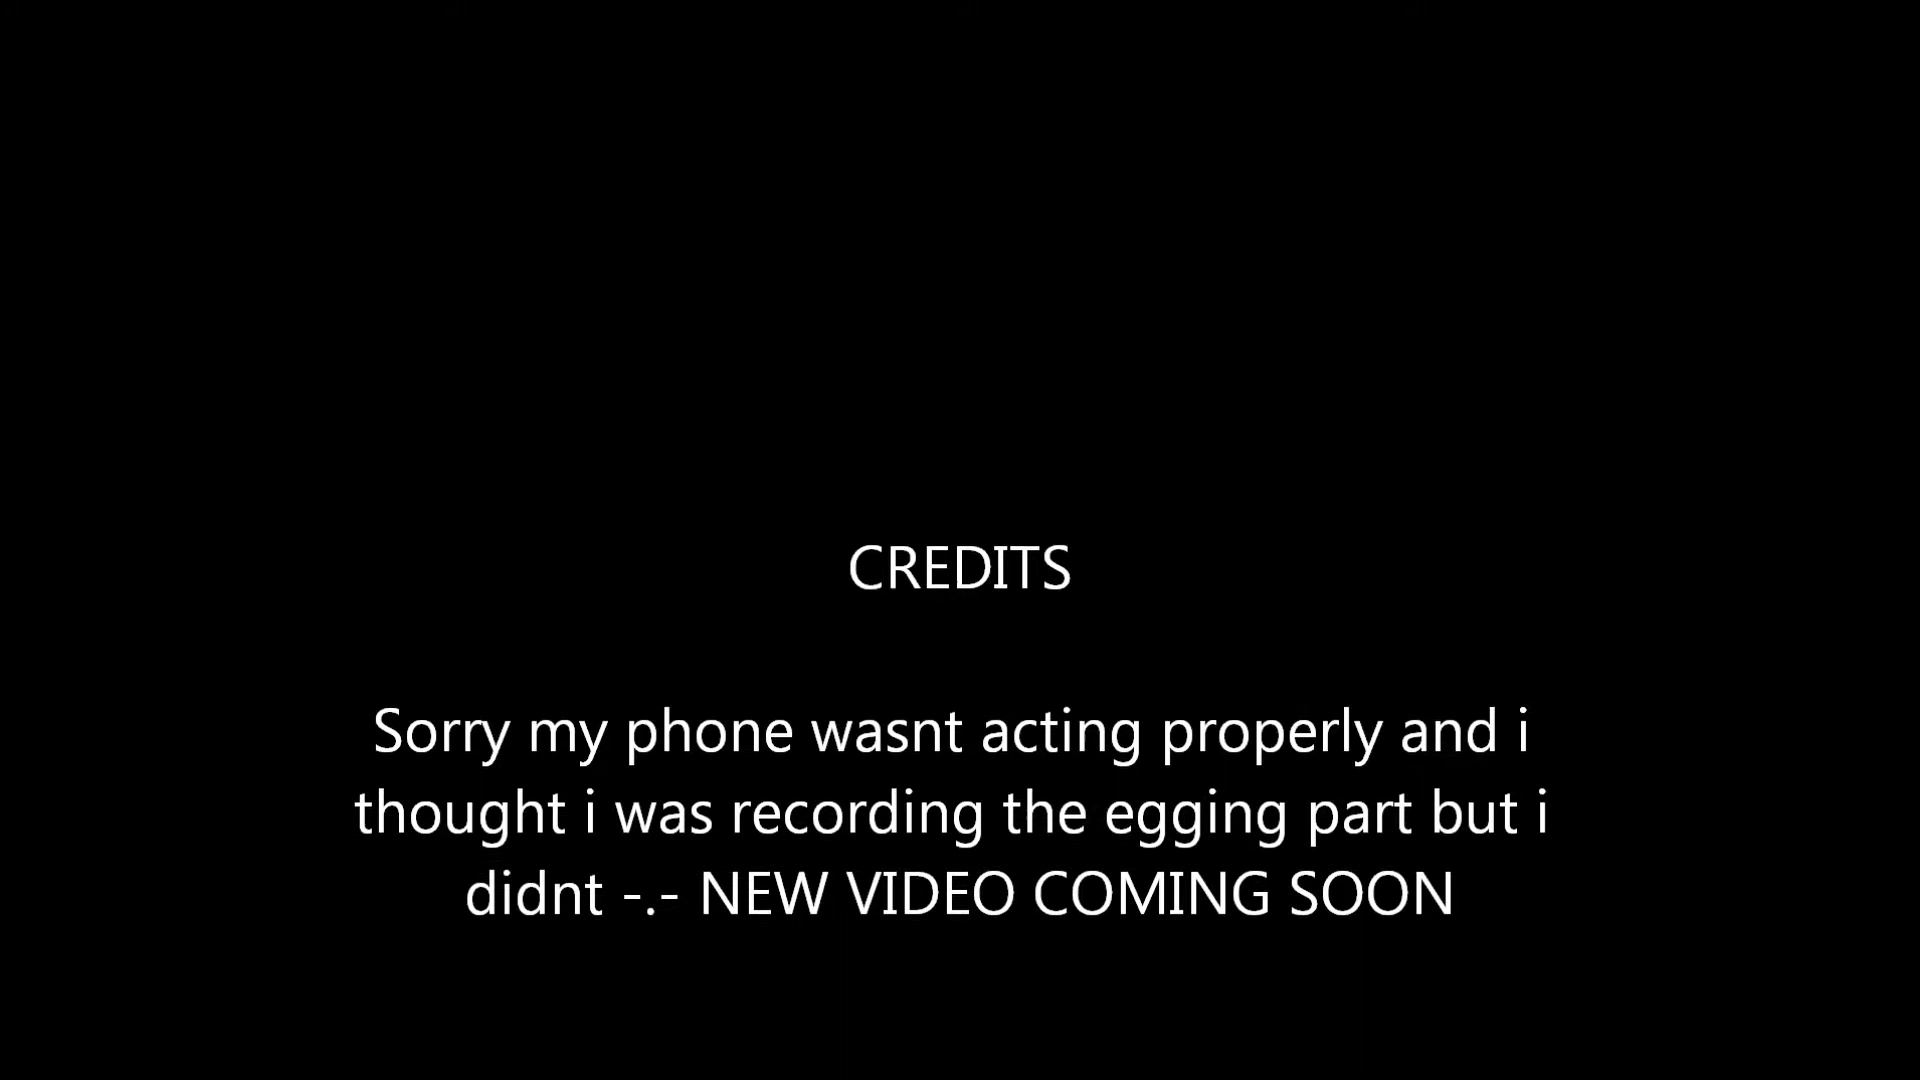 CREDITS
Sorry my phone wasnt acting properly and i
thought i was recording the egging part but i
didnt -.- NEW VIDEO COMING SOON